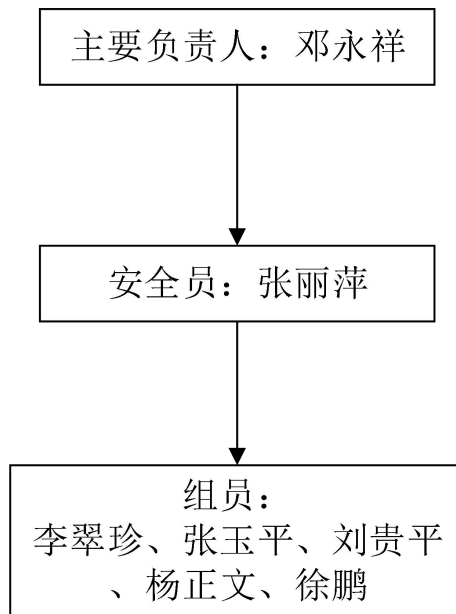 主要负责人：邓永祥
安全员：张丽萍
组员：
李翠珍、张玉平、刘贵平
、杨正文、徐鹏